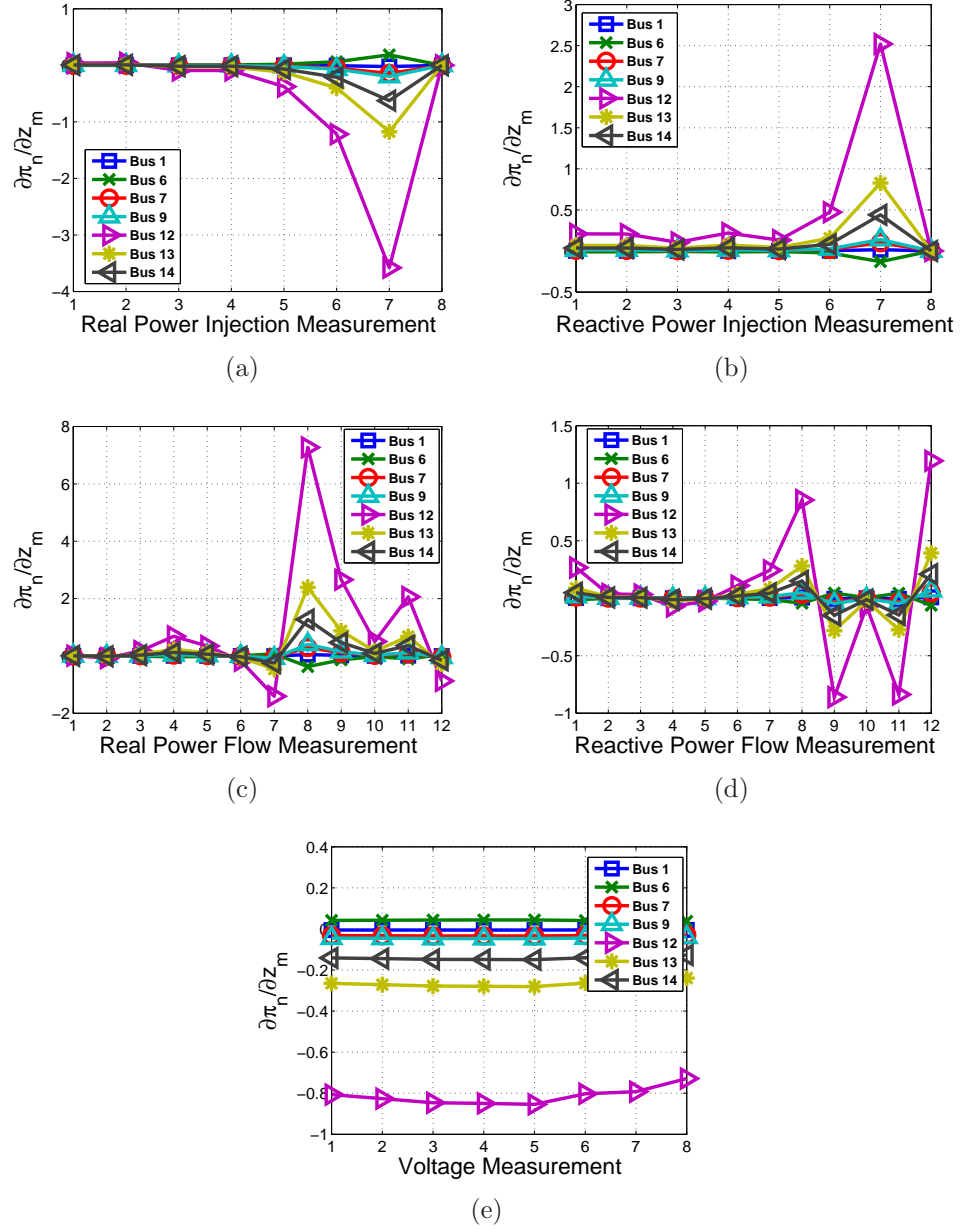 1
0
−1
−2
−3
−4
1 2 3 4 5 6 7 8
∂π_n/∂z_m
Real Power Injection Measurement
Bus 1
Bus 6
Bus 7
Bus 9
Bus 12
Bus 13
Bus 14
(a)
3
2.5
2
1.5
1
0.5
0
−0.5
1 2 3 4 5 6 7 8
∂π_n/∂z_m
Reactive Power Injection Measurement
Bus 1
Bus 6
Bus 7
Bus 9
Bus 12
Bus 13
Bus 14
(b)
8
6
4
2
0
−2
1 2 3 4 5 6 7 8 9 10 11 12
∂π_n/∂z_m
Real Power Flow Measurement
Bus 1
Bus 6
Bus 7
Bus 9
Bus 12
Bus 13
Bus 14
(c)
1.5
1
0.5
0
−0.5
−1
1 2 3 4 5 6 7 8 9 10 11 12
∂π_n/∂z_m
Reactive Power Flow Measurement
Bus 1
Bus 6
Bus 7
Bus 9
Bus 12
Bus 13
Bus 14
(d)
0.4
0.2
0
−0.2
−0.4
−0.6
−0.8
−1
1 2 3 4 5 6 7 8
∂π_n/∂z_m
Voltage Measurement
Bus 1
Bus 6
Bus 7
Bus 9
Bus 12
Bus 13
Bus 14
(e)